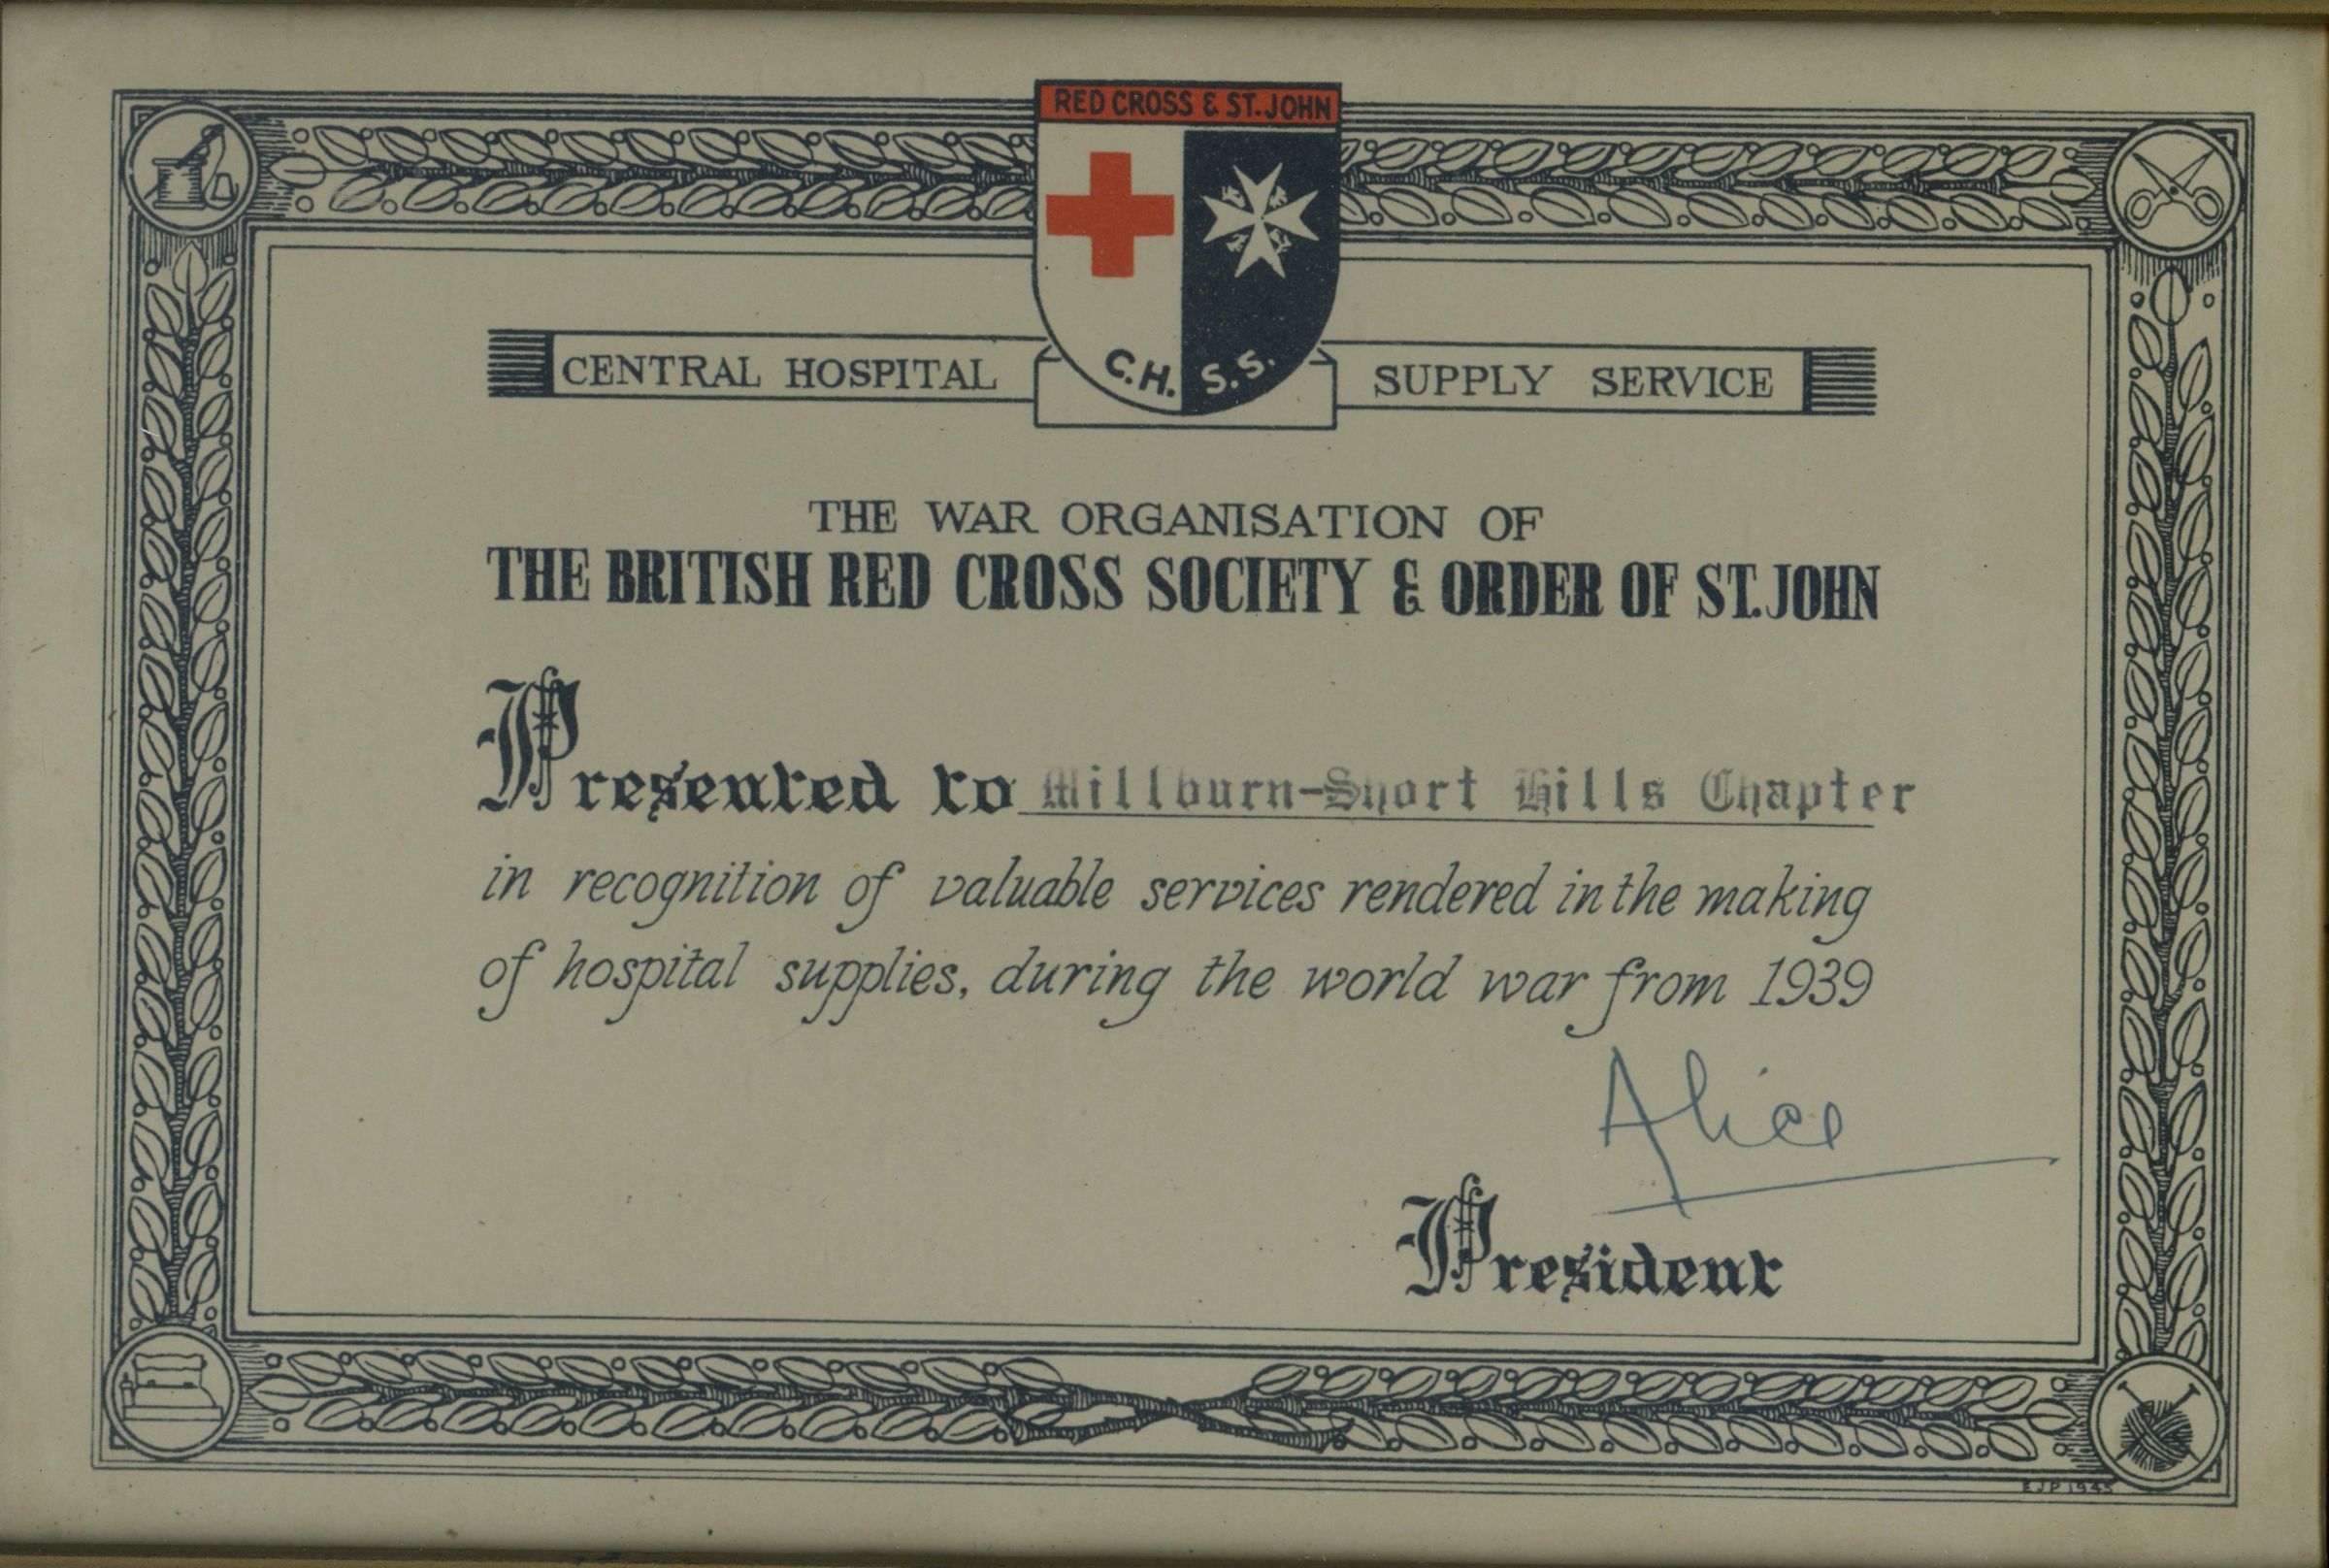 RED CROSS & ST. JOHN
C.H. S.S.
CENTRAL HOSPITAL SUPPLY SERVICE
THE WAR ORGANISATION OF
THE BRITISH RED CROSS SOCIETY & ORDER OF ST. JOHN
Presented to Millburn-Short Hills Chapter
in recognition of valuable services rendered in the making
of hospital supplies, during the world war from 1939
Alice
President
EJP 1945